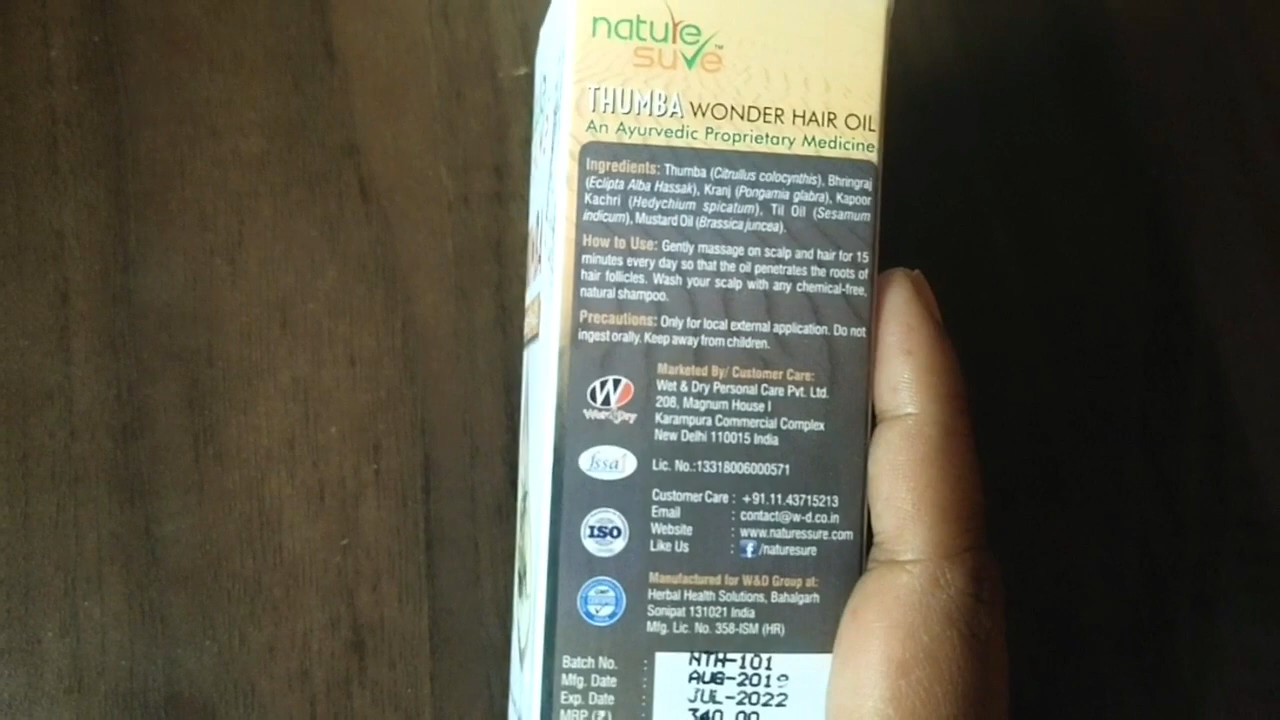 nature
sure™
THUMBA WONDER HAIR OIL
An Ayurvedic Proprietary Medicine
Ingredients: Thumba (Citrullus colocynthis), Bhringraj
(Eclipta Alba Hassak), Kranj (Pongamia glabra), Kapoor
Kachri (Hedychium spicatum), Til Oil (Sesamum
indicum), Mustard Oil (Brassica juncea).
How to Use: Gently massage on scalp and hair for 15
minutes every day so that the oil penetrates the roots of
hair follicles. Wash your scalp with any chemical-free,
natural shampoo.
Precautions: Only for local external application. Do not
ingest orally. Keep away from children.
Marketed By/ Customer Care:
Wet & Dry Personal Care Pvt. Ltd.
208, Magnum House I
Karampura Commercial Complex
New Delhi 110015 India
W
Wet&Dry
fssai
Lic. No.:13318006000571
Customer Care : +91.11.43715213
Email : contact@w-d.co.in
Website : www.naturessure.com
Like Us : f/naturesure
ISO
Manufactured for W&D Group at:
Herbal Health Solutions, Bahalgarh
Sonipat 131021 India
Mfg. Lic. No. 358-ISM (HR)
Batch No. : NTH-101
Mfg. Date : AUG-2019
Exp. Date : JUL-2022
MRP (₹) : 340.00